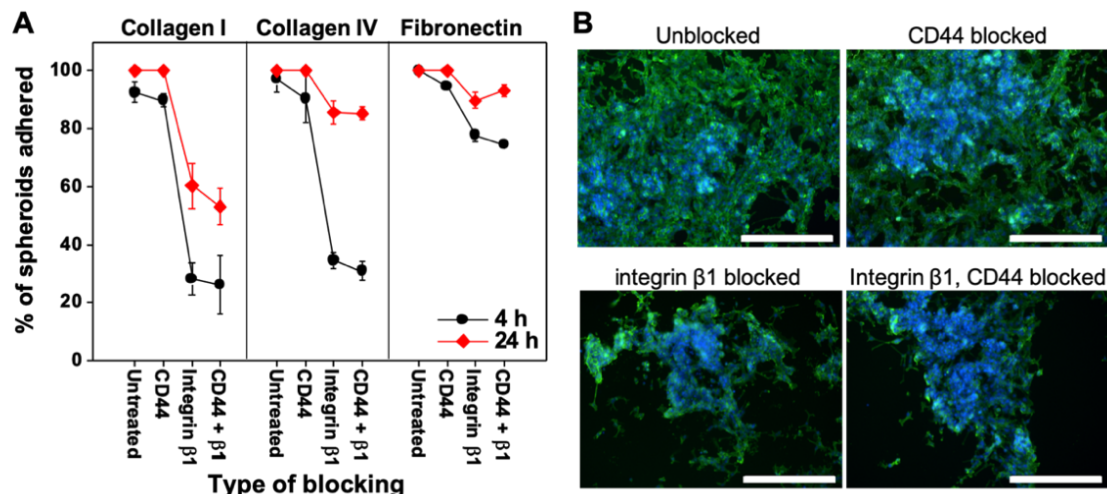 A
Collagen I
Collagen IV
Fibronectin
% of spheroids adhered
100
80
60
40
20
0
4 h
24 h
Untreated
CD44
Integrin β1
CD44 + β1
Untreated
CD44
Integrin β1
CD44 + β1
Untreated
CD44
Integrin β1
CD44 + β1
Type of blocking
B
Unblocked
CD44 blocked
integrin β1 blocked
Integrin β1, CD44 blocked